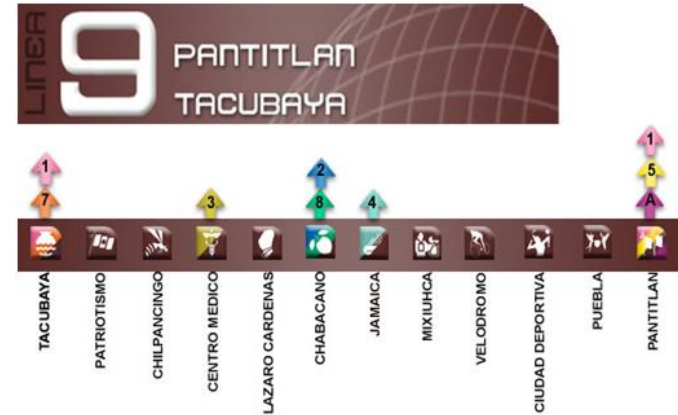 LINEA
9
PANTITLAN
TACUBAYA
1
7
3
2
8
4
1
5
A
TACUBAYA
PATRIOTISMO
CHILPANCINGO
CENTRO MEDICO
LAZARO CARDENAS
CHABACANO
JAMAICA
MIXIUHCA
VELODROMO
CIUDAD DEPORTIVA
PUEBLA
PANTITLAN